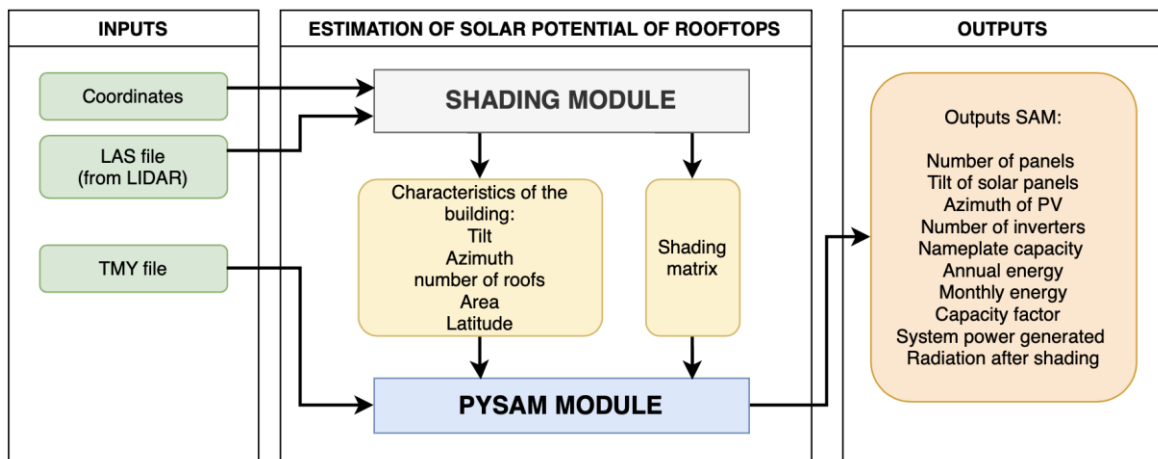 INPUTS
Coordinates
LAS file
(from LIDAR)
TMY file
ESTIMATION OF SOLAR POTENTIAL OF ROOFTOPS
SHADING MODULE
Characteristics of the
building:
Tilt
Azimuth
number of roofs
Area
Latitude
Shading
matrix
PYSAM MODULE
OUTPUTS
Outputs SAM:
Number of panels
Tilt of solar panels
Azimuth of PV
Number of inverters
Nameplate capacity
Annual energy
Monthly energy
Capacity factor
System power generated
Radiation after shading